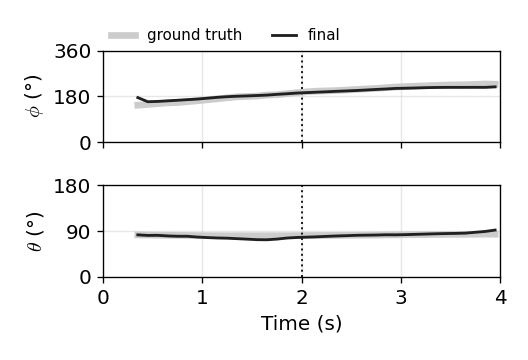 ground truth final
360
180
0
ϕ (°)
180
90
0
θ (°)
0 1 2 3 4
Time (s)